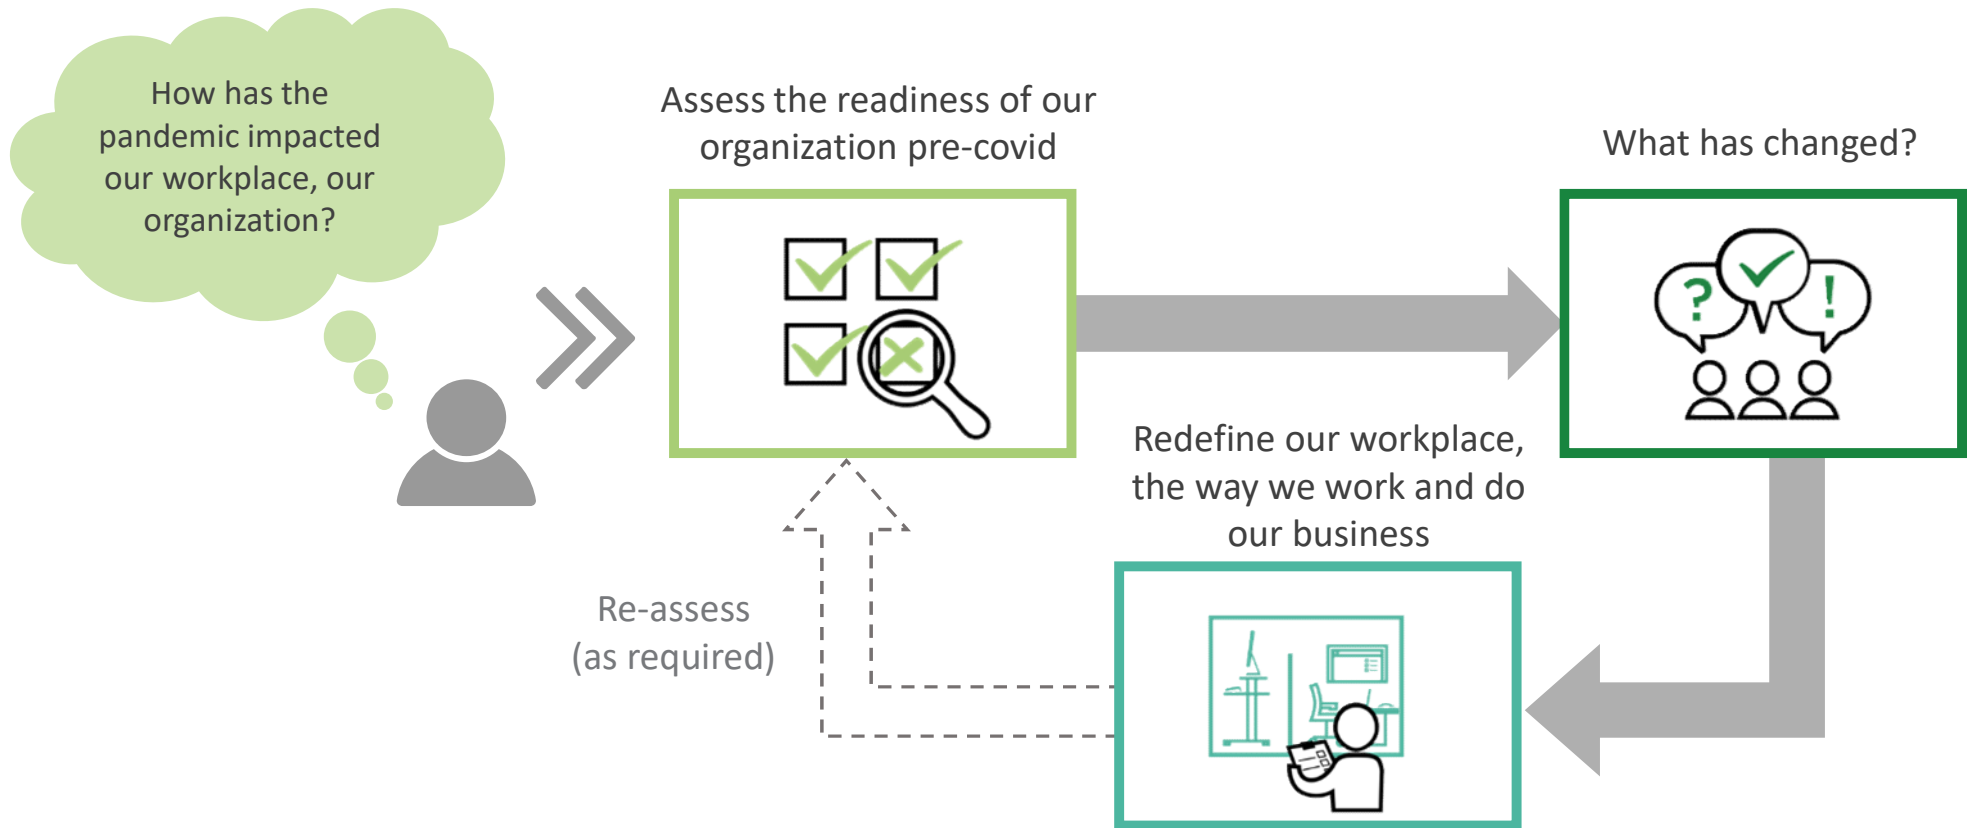 How has the
pandemic impacted
our workplace, our
organization?
Assess the readiness of our
organization pre-covid
What has changed?
?
!
Redefine our workplace,
the way we work and do
our business
Re-assess
(as required)